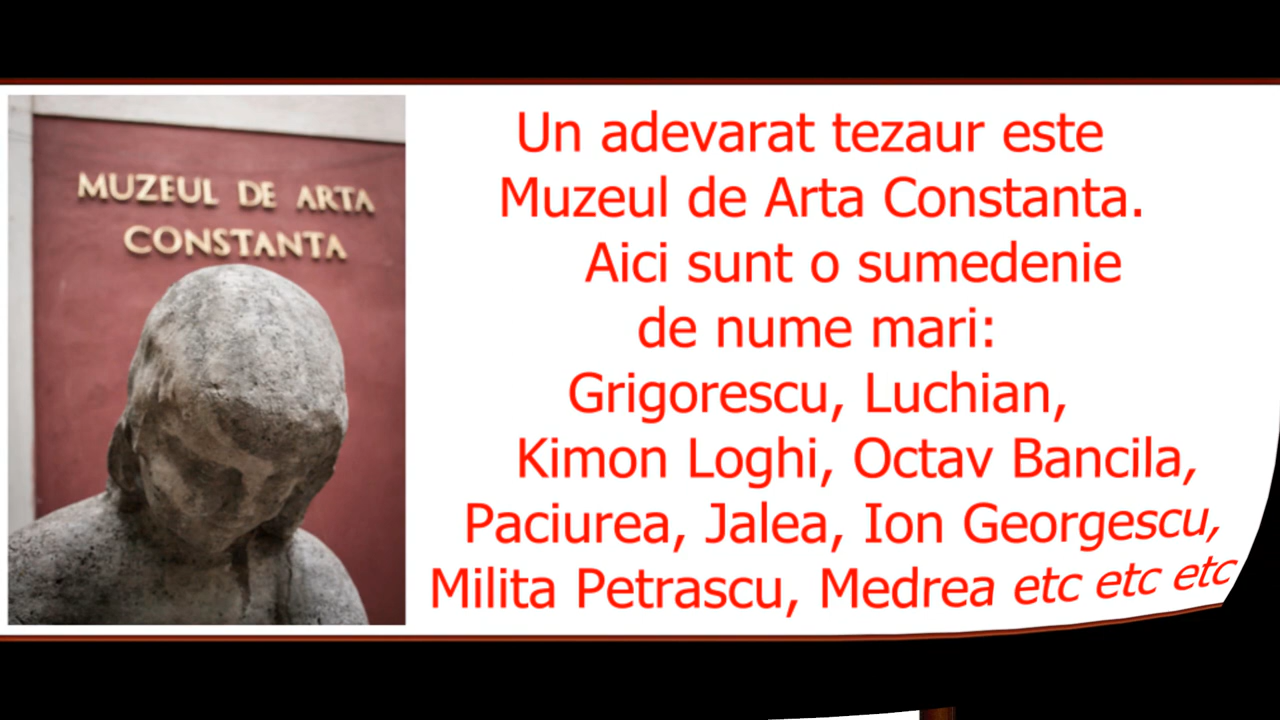 MUZEUL DE ARTA
CONSTANTA
Un adevarat tezaur este
Muzeul de Arta Constanta.
Aici sunt o sumedenie
de nume mari:
Grigorescu, Luchian,
Kimon Loghi, Octav Bancila,
Paciurea, Jalea, Ion Georgescu,
Milita Petrascu, Medrea etc etc etc